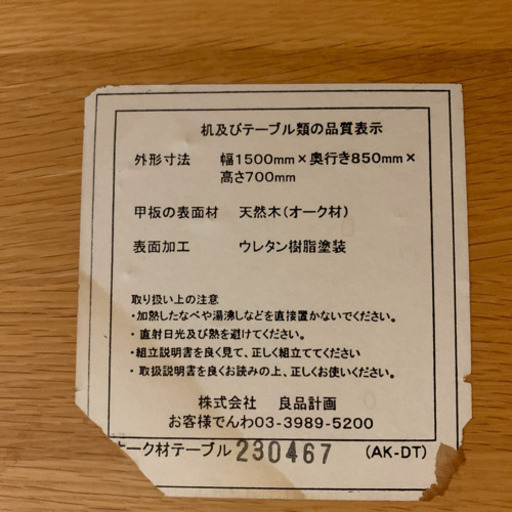 机及びテーブル類の品質表示
外形寸法 幅1500mm×奥行き850mm×
高さ700mm
甲板の表面材 天然木(オーク材)
表面加工 ウレタン樹脂塗装
取り扱い上の注意
・加熱したなべや湯沸しなどを直接置かないでください。
・直射日光及び熱を避けてください。
・組立説明書を良く見て、正しく組立ててください
・取扱説明書を良くお読みの上、正しくお使いください。
株式会社 良品計画
お客様でんわ03-3989-5200
オーク材テーブル 230467 (AK-DT)